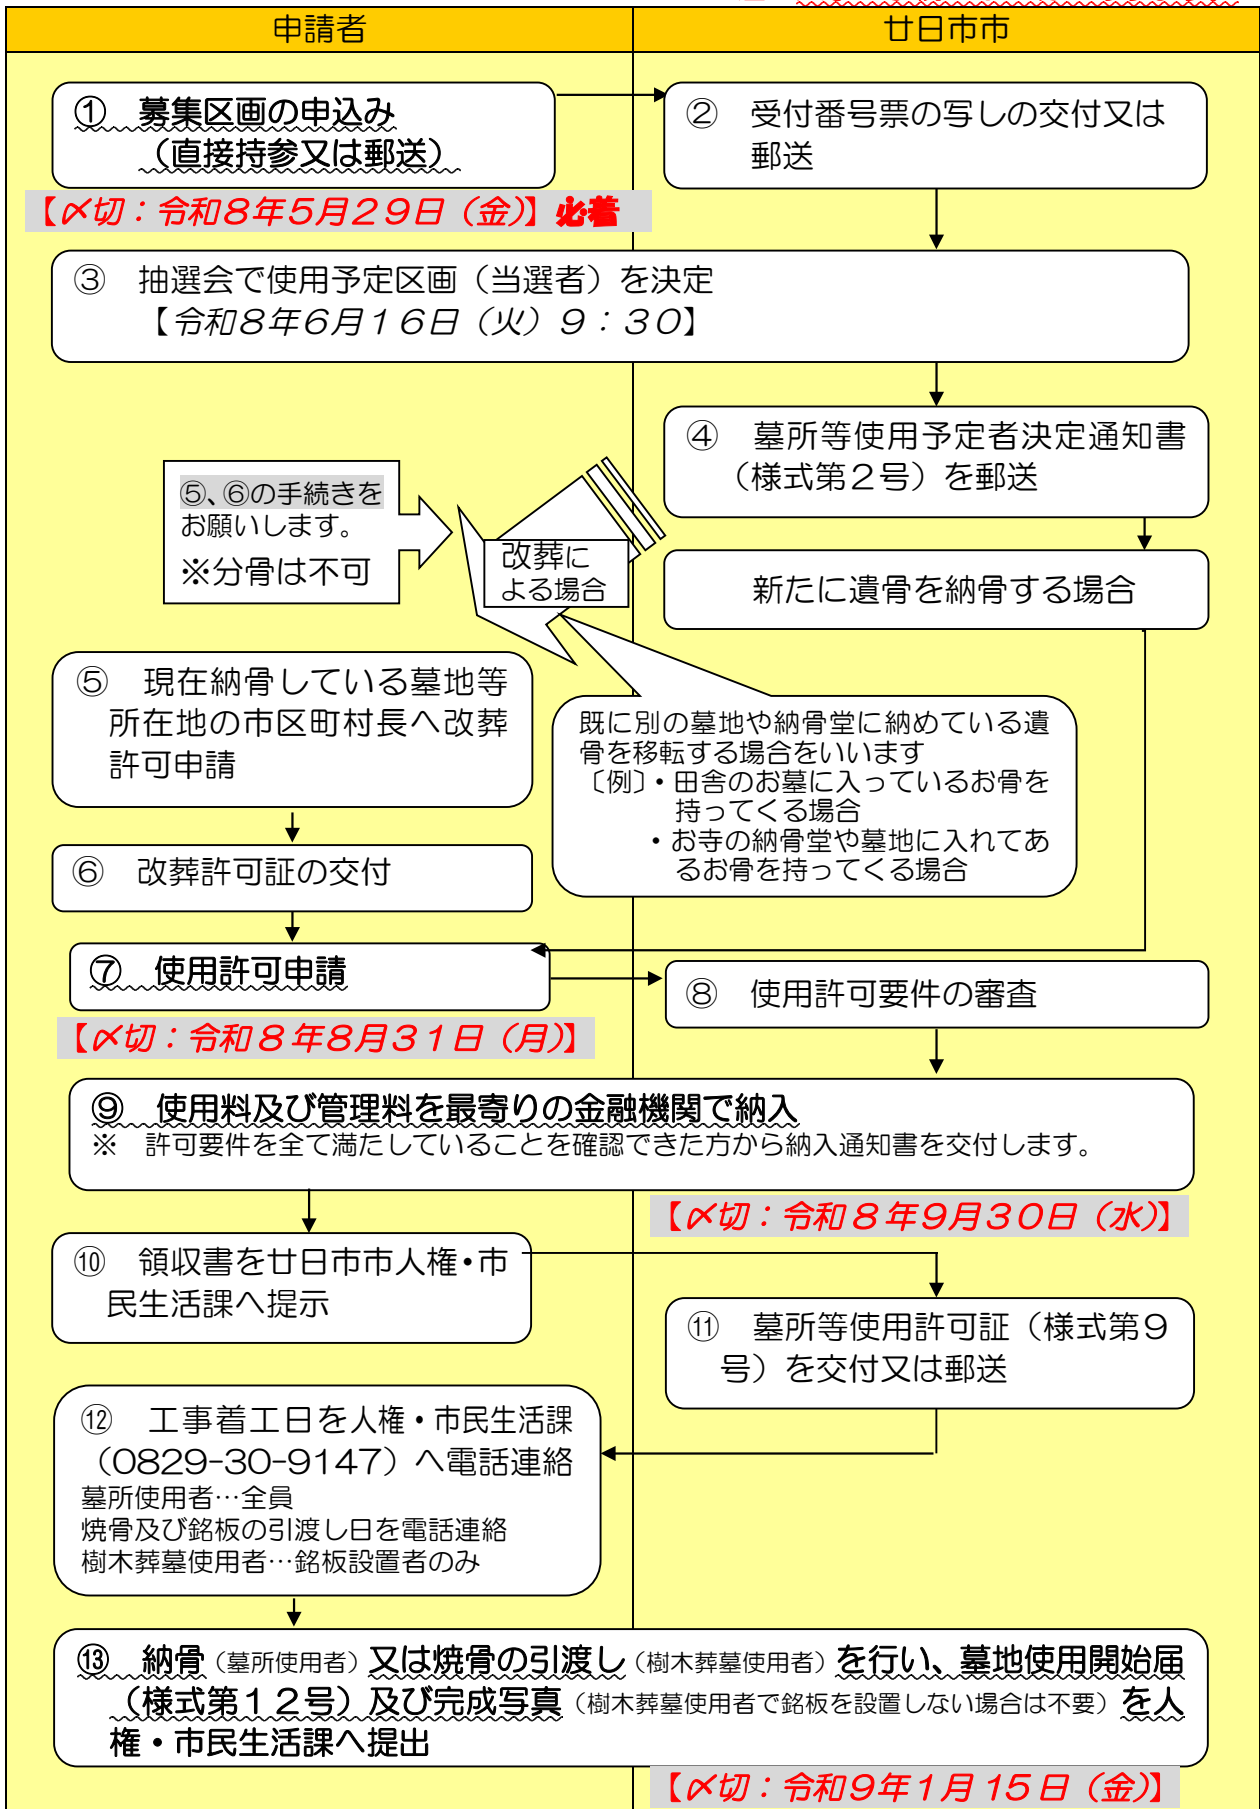 申請者
廿日市市
① 募集区画の申込み
(直接持参又は郵送)
【〆切：令和8年5月29日（金）】必着
② 受付番号票の写しの交付又は
郵送
③ 抽選会で使用予定区画（当選者）を決定
【令和8年6月16日（火）9：30】
④ 墓所等使用予定者決定通知書
（様式第2号）を郵送
⑤、⑥の手続きを
お願いします。
※分骨は不可
改葬に
よる場合
新たに遺骨を納骨する場合
⑤ 現在納骨している墓地等
所在地の市区町村長へ改葬
許可申請
既に別の墓地や納骨堂に納めている遺
骨を移転する場合をいいます
〔例〕・田舎のお墓に入っているお骨を
持ってくる場合
・お寺の納骨堂や墓地に入れてあ
るお骨を持ってくる場合
⑥ 改葬許可証の交付
⑦ 使用許可申請
【〆切：令和8年8月31日（月）】
⑧ 使用許可要件の審査
⑨ 使用料及び管理料を最寄りの金融機関で納入
※ 許可要件を全て満たしていることを確認できた方から納入通知書を交付します。
【〆切：令和8年9月30日（水）】
⑩ 領収書を廿日市市人権・市
民生活課へ提示
⑪ 墓所等使用許可証（様式第9
号）を交付又は郵送
⑫ 工事着工日を人権・市民生活課
（0829-30-9147）へ電話連絡
墓所使用者…全員
焼骨及び銘板の引渡し日を電話連絡
樹木葬墓使用者…銘板設置者のみ
⑬ 納骨（墓所使用者）又は焼骨の引渡し（樹木葬墓使用者）を行い、墓地使用開始届
（様式第12号）及び完成写真（樹木葬墓使用者で銘板を設置しない場合は不要）を人
権・市民生活課へ提出
【〆切：令和9年1月15日（金）】